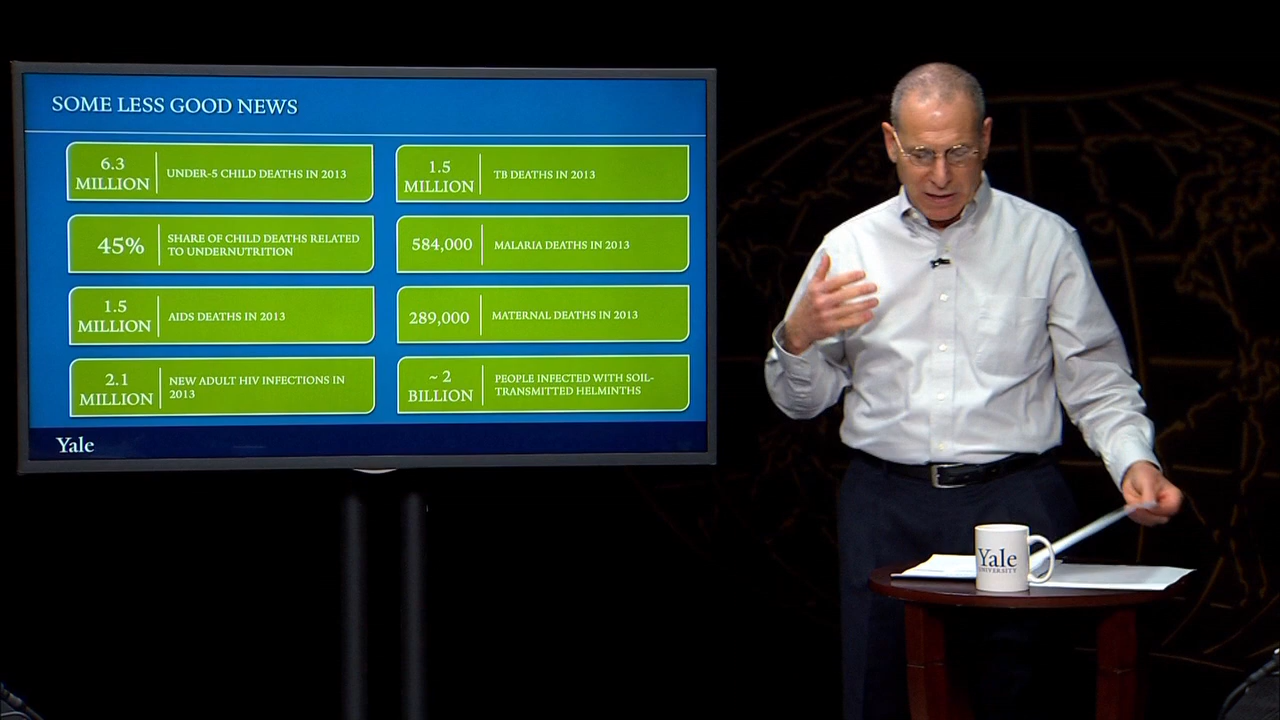 SOME LESS GOOD NEWS
6.3
MILLION
UNDER-5 CHILD DEATHS IN 2013
1.5
MILLION
TB DEATHS IN 2013
45%
SHARE OF CHILD DEATHS RELATED
TO UNDERNUTRITION
584,000
MALARIA DEATHS IN 2013
1.5
MILLION
AIDS DEATHS IN 2013
289,000
MATERNAL DEATHS IN 2013
2.1
MILLION
NEW ADULT HIV INFECTIONS IN
2013
~ 2
BILLION
PEOPLE INFECTED WITH SOIL-
TRANSMITTED HELMINTHS
Yale
Yale
UNIVERSITY